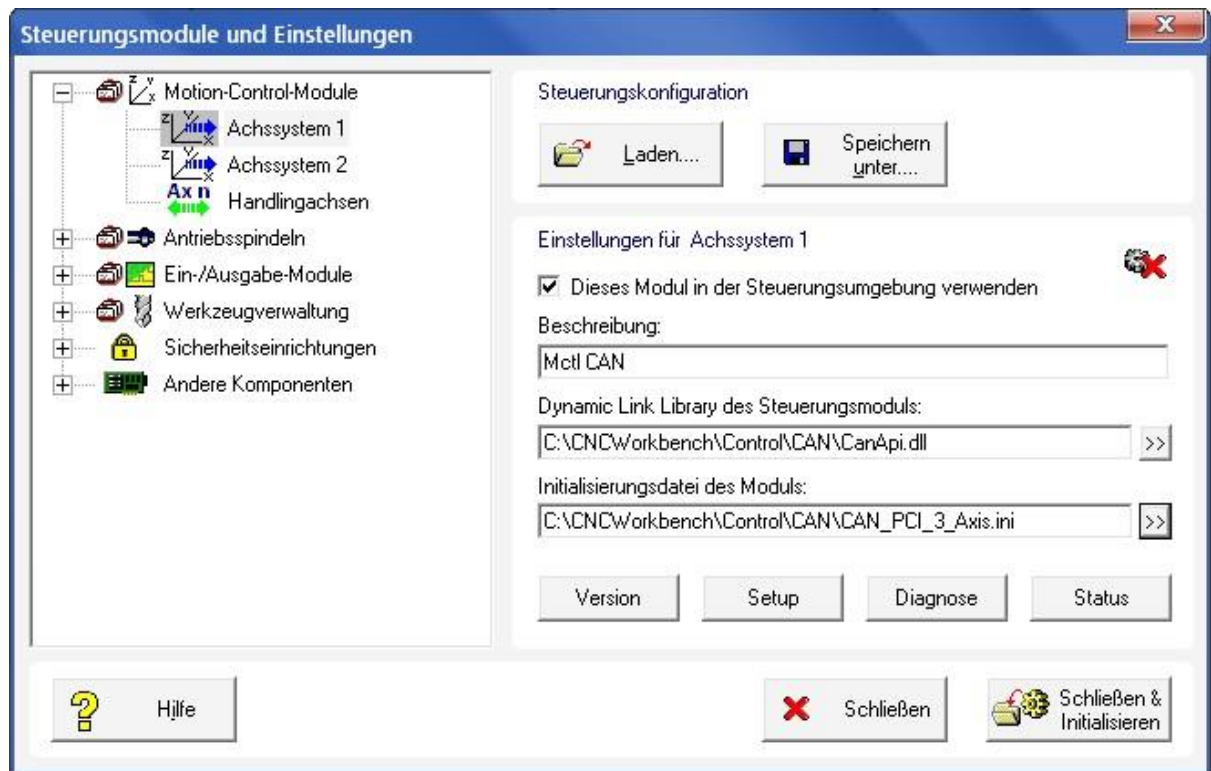 Steuerungsmodule und Einstellungen
Motion-Control-Module
Achssystem 1
Achssystem 2
Ax n
Handlingachsen
Antriebsspindeln
Ein-/Ausgabe-Module
Werkzeugverwaltung
Sicherheitseinrichtungen
Andere Komponenten
Steuerungskonfiguration
Laden....
Speichern
unter....
Einstellungen für Achssystem 1
Dieses Modul in der Steuerungsumgebung verwenden
Beschreibung:
Mctl CAN
Dynamic Link Library des Steuerungsmoduls:
C:\CNCWorkbench\Control\CAN\CanApi.dll
>>
Initialisierungsdatei des Moduls:
C:\CNCWorkbench\Control\CAN\CAN_PCI_3_Axis.ini
>>
Version
Setup
Diagnose
Status
Hilfe
Schließen
Schließen &
Initialisieren